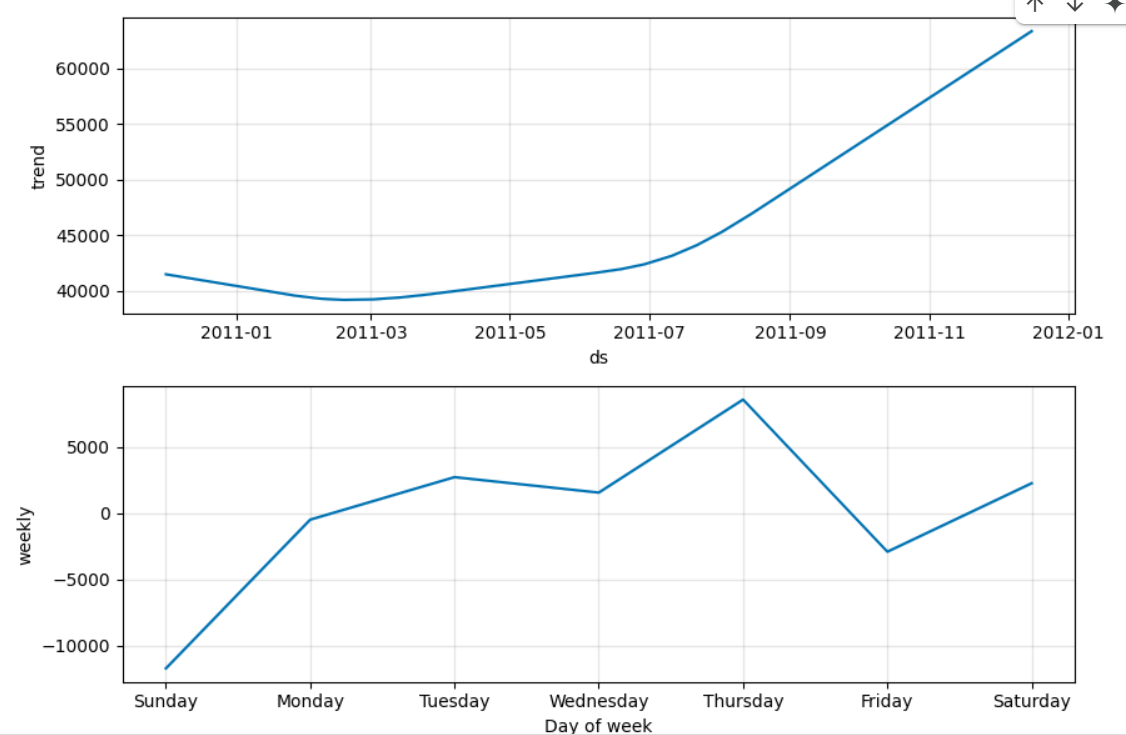 60000
55000
50000
45000
40000
trend
2011-01 2011-03 2011-05 2011-07 2011-09 2011-11 2012-01
ds
5000
0
−5000
−10000
weekly
Sunday Monday Tuesday Wednesday Thursday Friday Saturday
Day of week